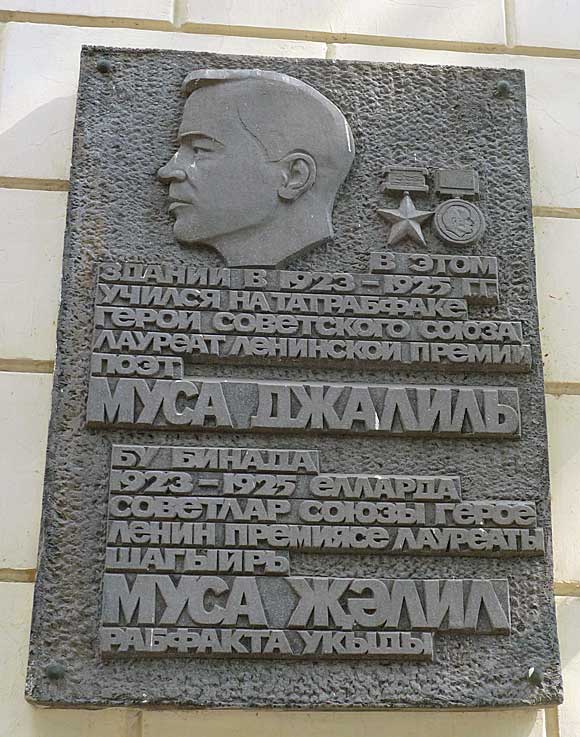 В ЭТОМ
ЗДАНИИ В 1923-1925 ГГ.
УЧИЛСЯ НА ТАТРАБФАКЕ
ГЕРОЙ СОВЕТСКОГО СОЮЗА
ЛАУРЕАТ ЛЕНИНСКОЙ ПРЕМИИ
ПОЭТ
МУСА ДЖАЛИЛЬ
БУ БИНАДА
1923-1925 ЕЛЛАРДА
СОВЕТЛАР СОЮЗЫ ГЕРОЕ
ЛЕНИН ПРЕМИЯСЕ ЛАУРЕАТЫ
ШАГЫЙРЬ
МУСА ҖӘЛИЛ
РАБФАКТА УКЫДЫ